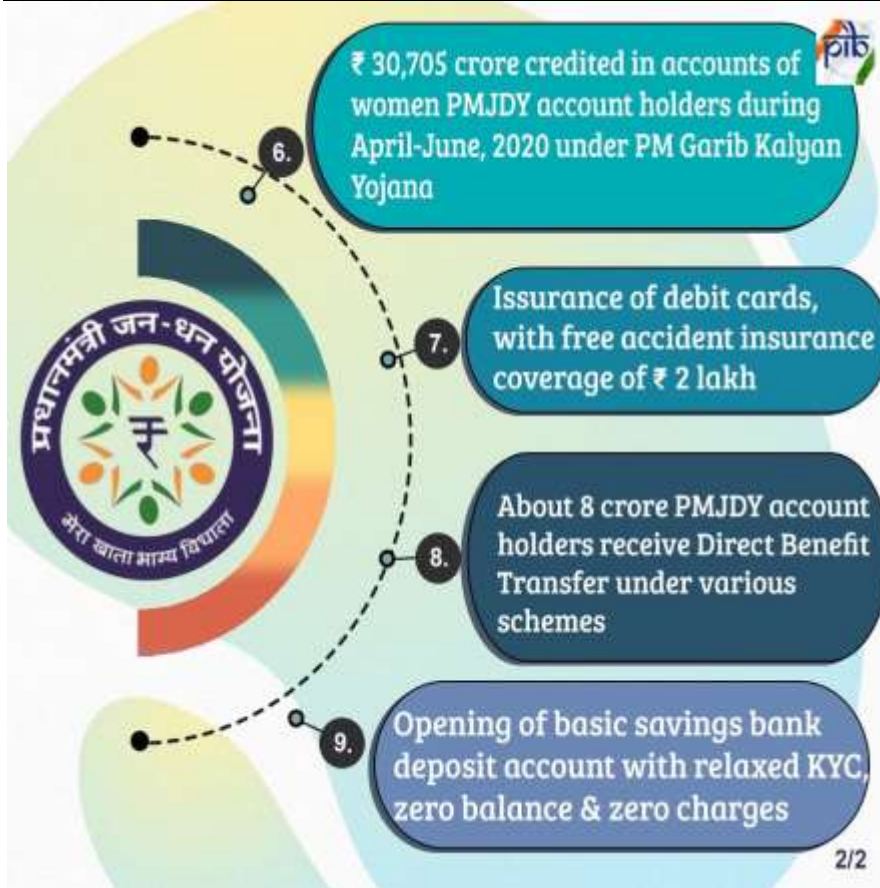 पीआईबी
₹ 30,705 crore credited in accounts of
women PMJDY account holders during
April-June, 2020 under PM Garib Kalyan
Yojana
6.
Issurance of debit cards,
with free accident insurance
coverage of ₹ 2 lakh
7.
प्रधानमंत्री जन-धन योजना
₹
मेरा खाता भाग्य विधाता
About 8 crore PMJDY account
holders receive Direct Benefit
Transfer under various
schemes
8.
Opening of basic savings bank
deposit account with relaxed KYC,
zero balance & zero charges
9.
2/2